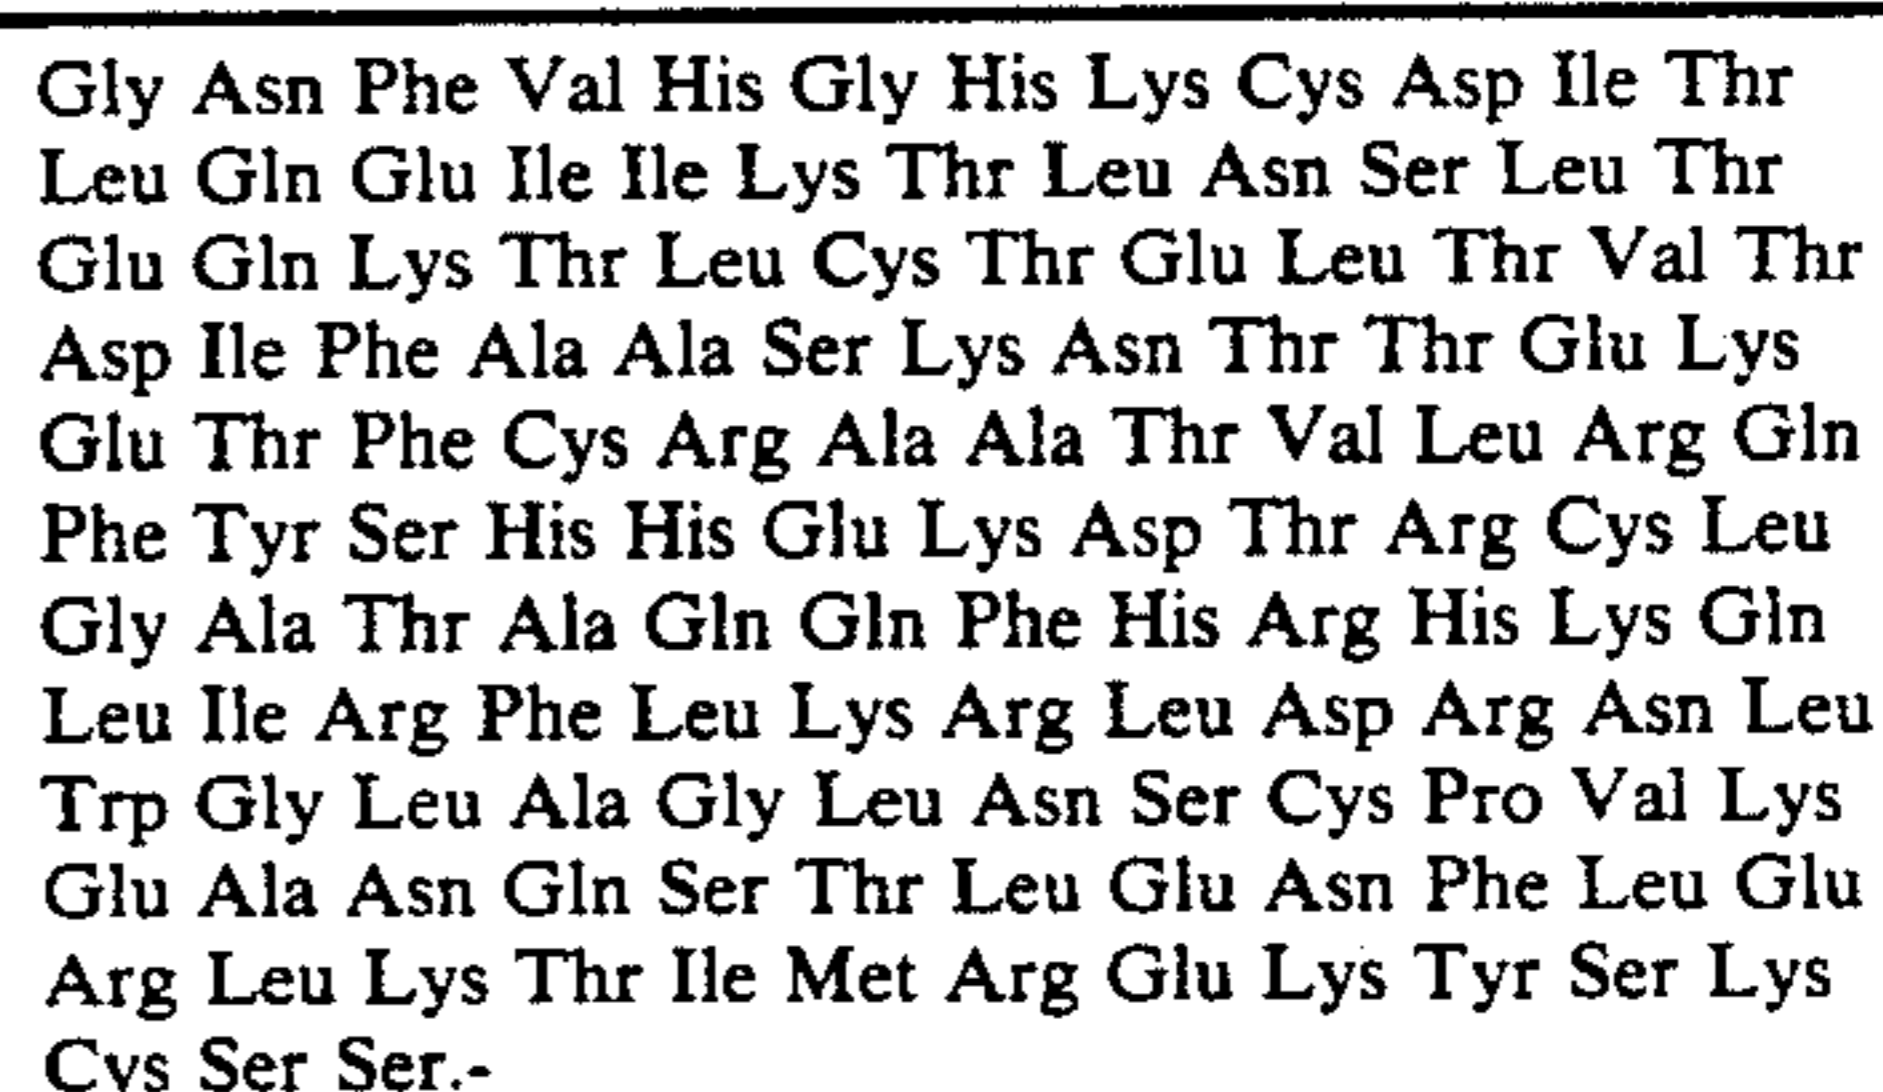 Gly Asn Phe Val His Gly His Lys Cys Asp Ile Thr
Leu Gln Glu Ile Ile Lys Thr Leu Asn Ser Leu Thr
Glu Gln Lys Thr Leu Cys Thr Glu Leu Thr Val Thr
Asp Ile Phe Ala Ala Ser Lys Asn Thr Thr Glu Lys
Glu Thr Phe Cys Arg Ala Ala Thr Val Leu Arg Gln
Phe Tyr Ser His His Glu Lys Asp Thr Arg Cys Leu
Gly Ala Thr Ala Gln Gln Phe His Arg His Lys Gln
Leu Ile Arg Phe Leu Lys Arg Leu Asp Arg Asn Leu
Trp Gly Leu Ala Gly Leu Asn Ser Cys Pro Val Lys
Glu Ala Asn Gln Ser Thr Leu Glu Asn Phe Leu Glu
Arg Leu Lys Thr Ile Met Arg Glu Lys Tyr Ser Lys
Cys Ser Ser.-